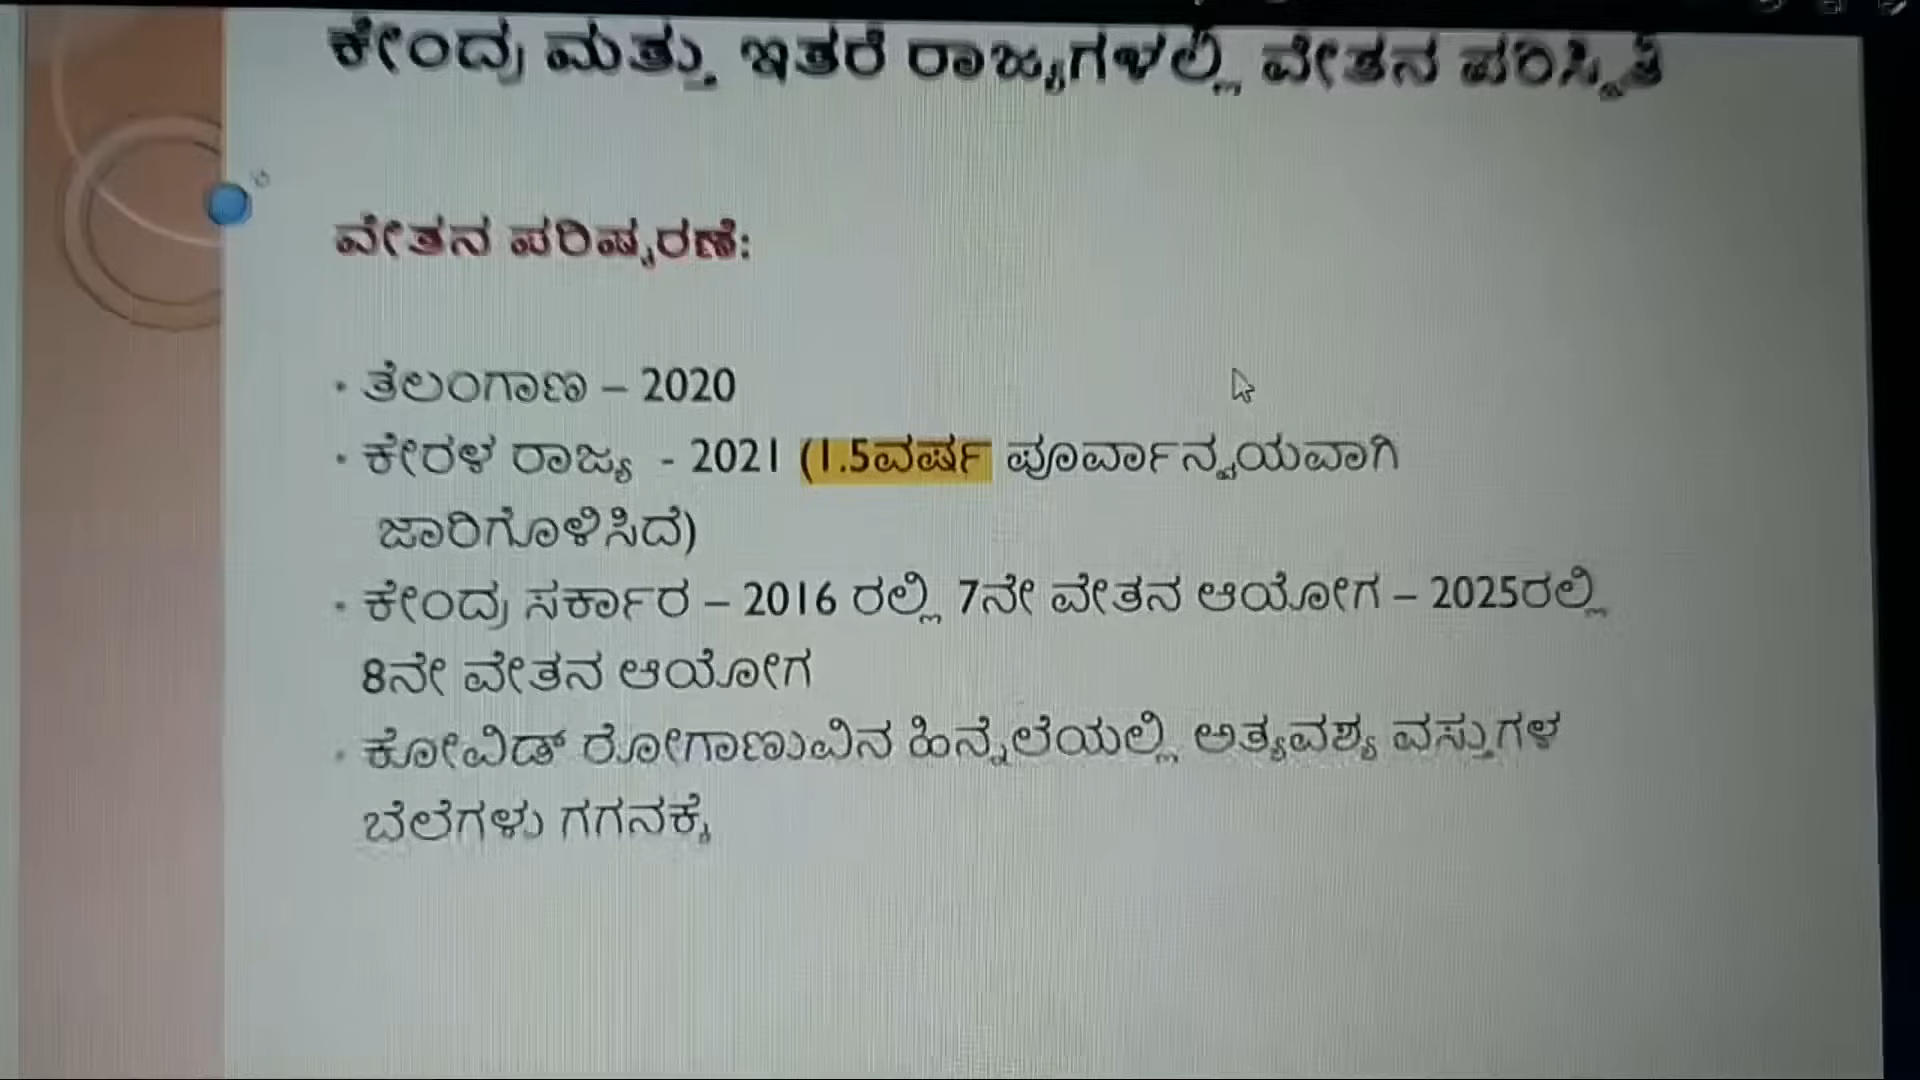 ಕೇಂದ್ರ ಮತ್ತು ಇತರೆ ರಾಜ್ಯಗಳಲ್ಲಿ ವೇತನ ಪರಿಸ್ಥಿತಿ
ವೇತನ ಪರಿಷ್ಕರಣೆ:
• ತೆಲಂಗಾಣ – 2020
• ಕೇರಳ ರಾಜ್ಯ - 2021 (1.5ವರ್ಷ ಪೂರ್ವಾನ್ವಯವಾಗಿ
ಜಾರಿಗೊಳಿಸಿದೆ)
• ಕೇಂದ್ರ ಸರ್ಕಾರ – 2016 ರಲ್ಲಿ 7ನೇ ವೇತನ ಆಯೋಗ – 2025ರಲ್ಲಿ
8ನೇ ವೇತನ ಆಯೋಗ
• ಕೋವಿಡ್ ರೋಗಾಣುವಿನ ಹಿನ್ನೆಲೆಯಲ್ಲಿ ಅತ್ಯವಶ್ಯ ವಸ್ತುಗಳ
ಬೆಲೆಗಳು ಗಗನಕ್ಕೆ